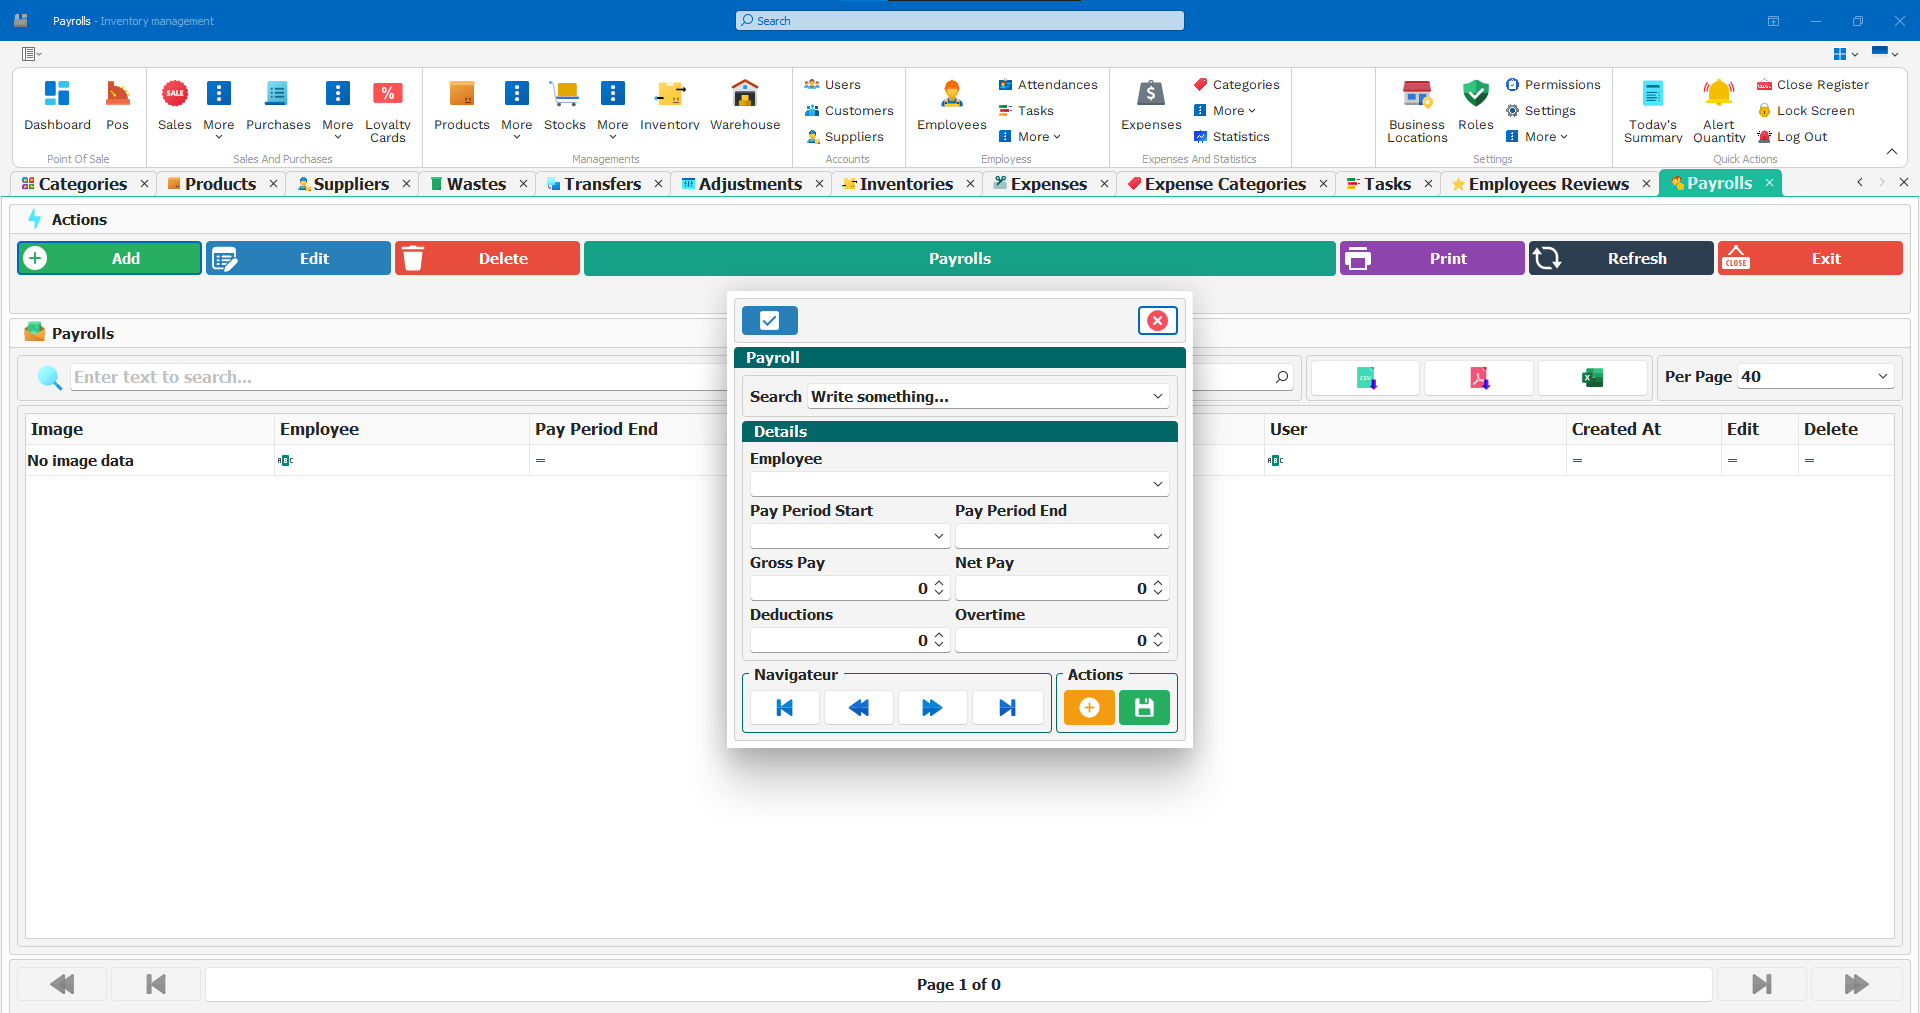 Payrolls - Inventory management
Search
Dashboard
Pos
Point Of Sale
Sales
More
Purchases
More
Loyalty Cards
Sales And Purchases
Products
More
Stocks
More
Inventory
Warehouse
Managements
Users
Customers
Suppliers
Accounts
Employees
Attendances
Tasks
More
Employess
Expenses
Categories
More
Statistics
Expenses And Statistics
Business Locations
Roles
Permissions
Settings
More
Settings
Today's Summary
Alert Quantity
Close Register
Lock Screen
Log Out
Quick Actions
SALE
Categories
Products
Suppliers
Wastes
Transfers
Adjustments
Inventories
Expenses
Expense Categories
Tasks
Employees Reviews
Payrolls
Actions
Add
Edit
Delete
Payrolls
Print
Refresh
CLOSE
Exit
Payrolls
Enter text to search...
CSV
Per Page 40
Image
Employee
Pay Period End
User
Created At
Edit
Delete
No image data
ABC
=
ABC
=
=
=
Payroll
Search Write something...
Details
Employee
Pay Period Start
Pay Period End
Gross Pay
Net Pay
0
0
Deductions
Overtime
0
0
Navigateur
Actions
Page 1 of 0